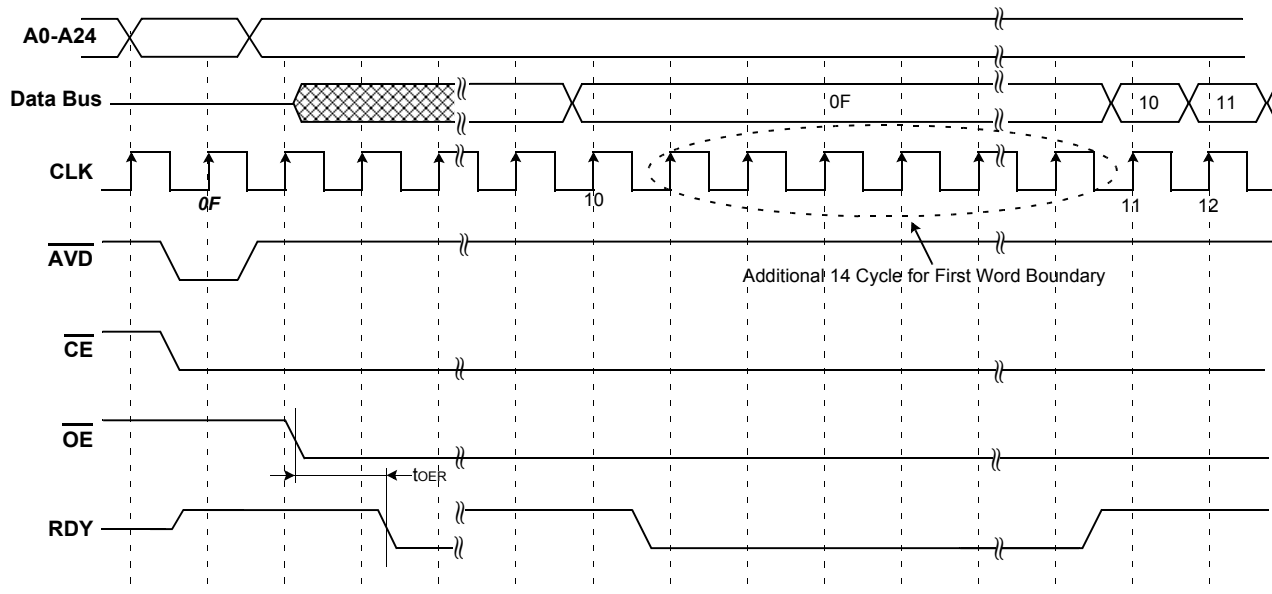 A0-A24
Data Bus
0F
10
11
CLK
0F
10
11
12
AVD
Additional 14 Cycle for First Word Boundary
CE
OE
tOER
RDY